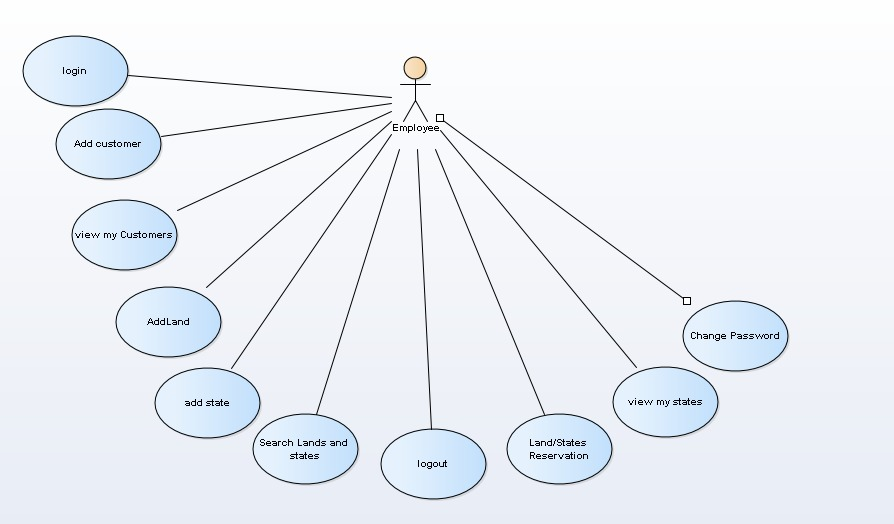 login
Add customer
Employee
view my Customers
AddLand
add state
Search Lands and
states
logout
Land/States
Reservation
view my states
Change Password